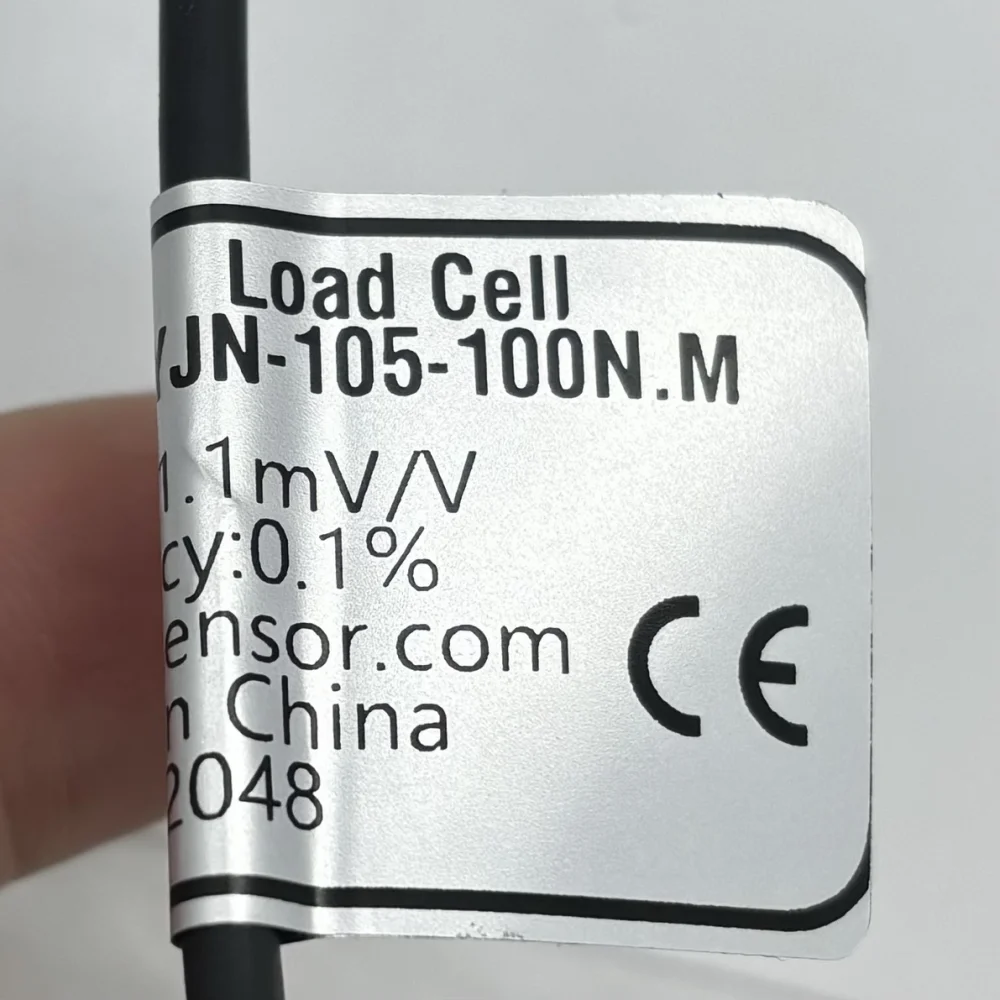 Load Cell
YJN-105-100N.M
1.1mV/V
cy:0.1%
ensor.com
n China
2048
CE